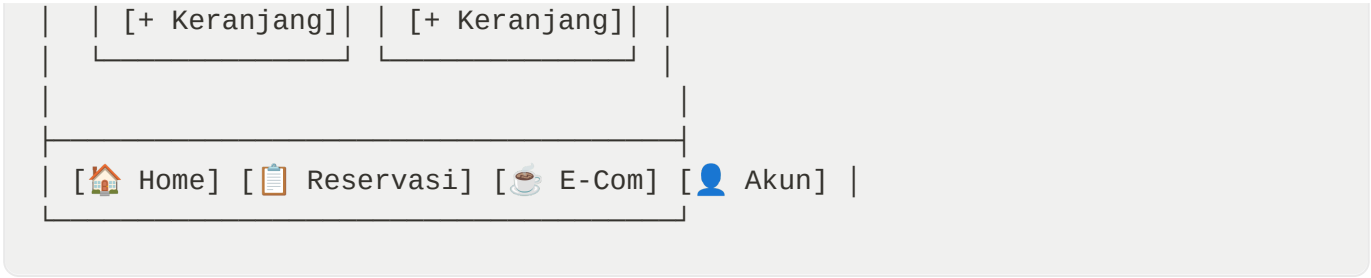 │  │ [+ Keranjang]│ │ [+ Keranjang]│ │
│  └──────────────┘ └──────────────┘ │
│                                     │
├─────────────────────────────────────┤
│ [🏠 Home] [📋 Reservasi] [☕ E-Com] [👤 Akun] │
└─────────────────────────────────────┘